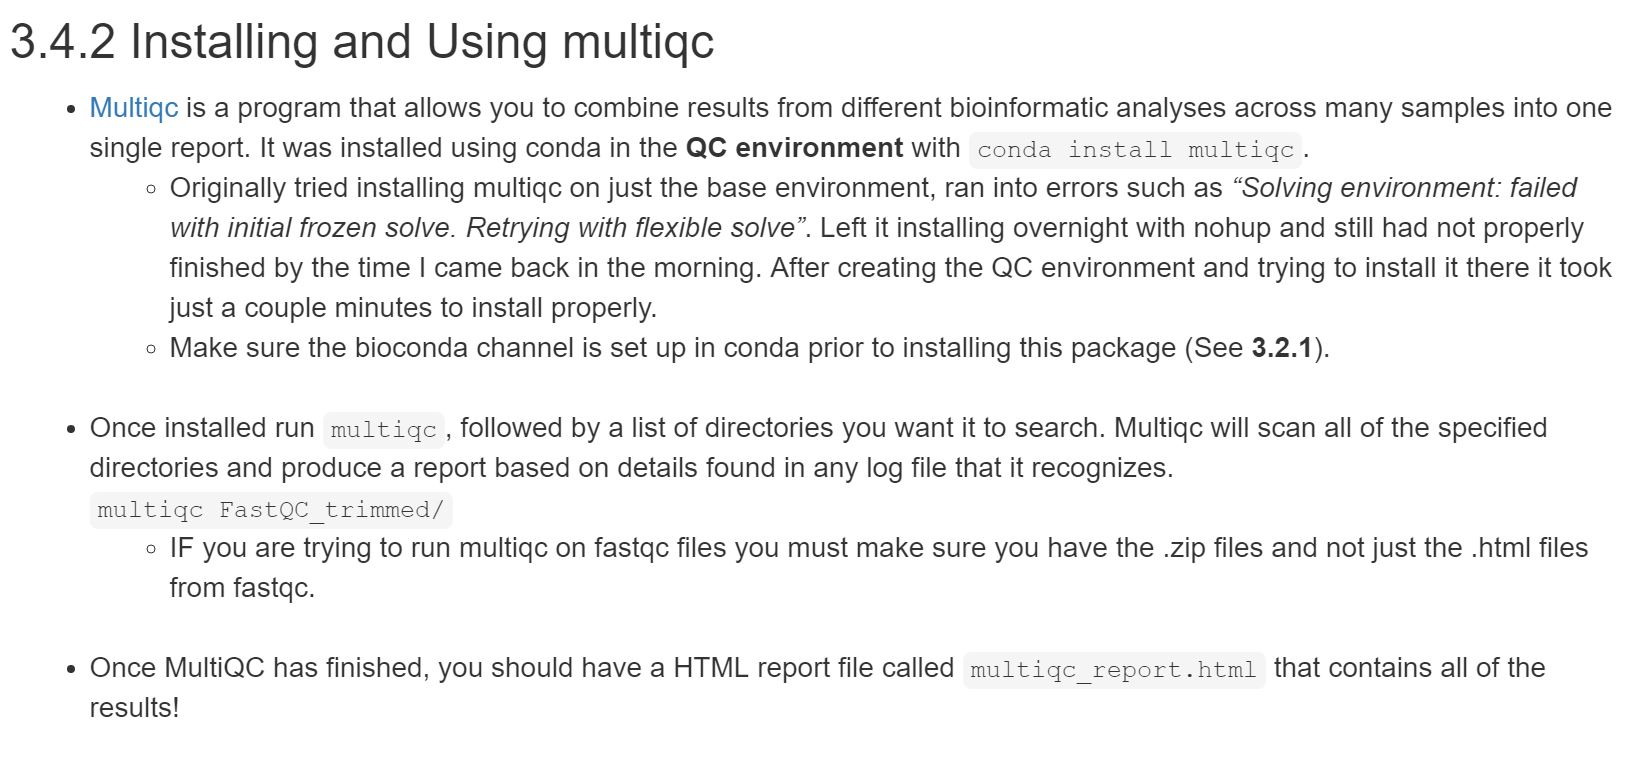 3.4.2 Installing and Using multiqc
• Multiqc is a program that allows you to combine results from different bioinformatic analyses across many samples into one
single report. It was installed using conda in the QC environment with conda install multiqc.
◦ Originally tried installing multiqc on just the base environment, ran into errors such as “Solving environment: failed
with initial frozen solve. Retrying with flexible solve”. Left it installing overnight with nohup and still had not properly
finished by the time I came back in the morning. After creating the QC environment and trying to install it there it took
just a couple minutes to install properly.
◦ Make sure the bioconda channel is set up in conda prior to installing this package (See 3.2.1).
• Once installed run multiqc, followed by a list of directories you want it to search. Multiqc will scan all of the specified
directories and produce a report based on details found in any log file that it recognizes.
multiqc FastQC_trimmed/
◦ IF you are trying to run multiqc on fastqc files you must make sure you have the .zip files and not just the .html files
from fastqc.
• Once MultiQC has finished, you should have a HTML report file called multiqc_report.html that contains all of the
results!